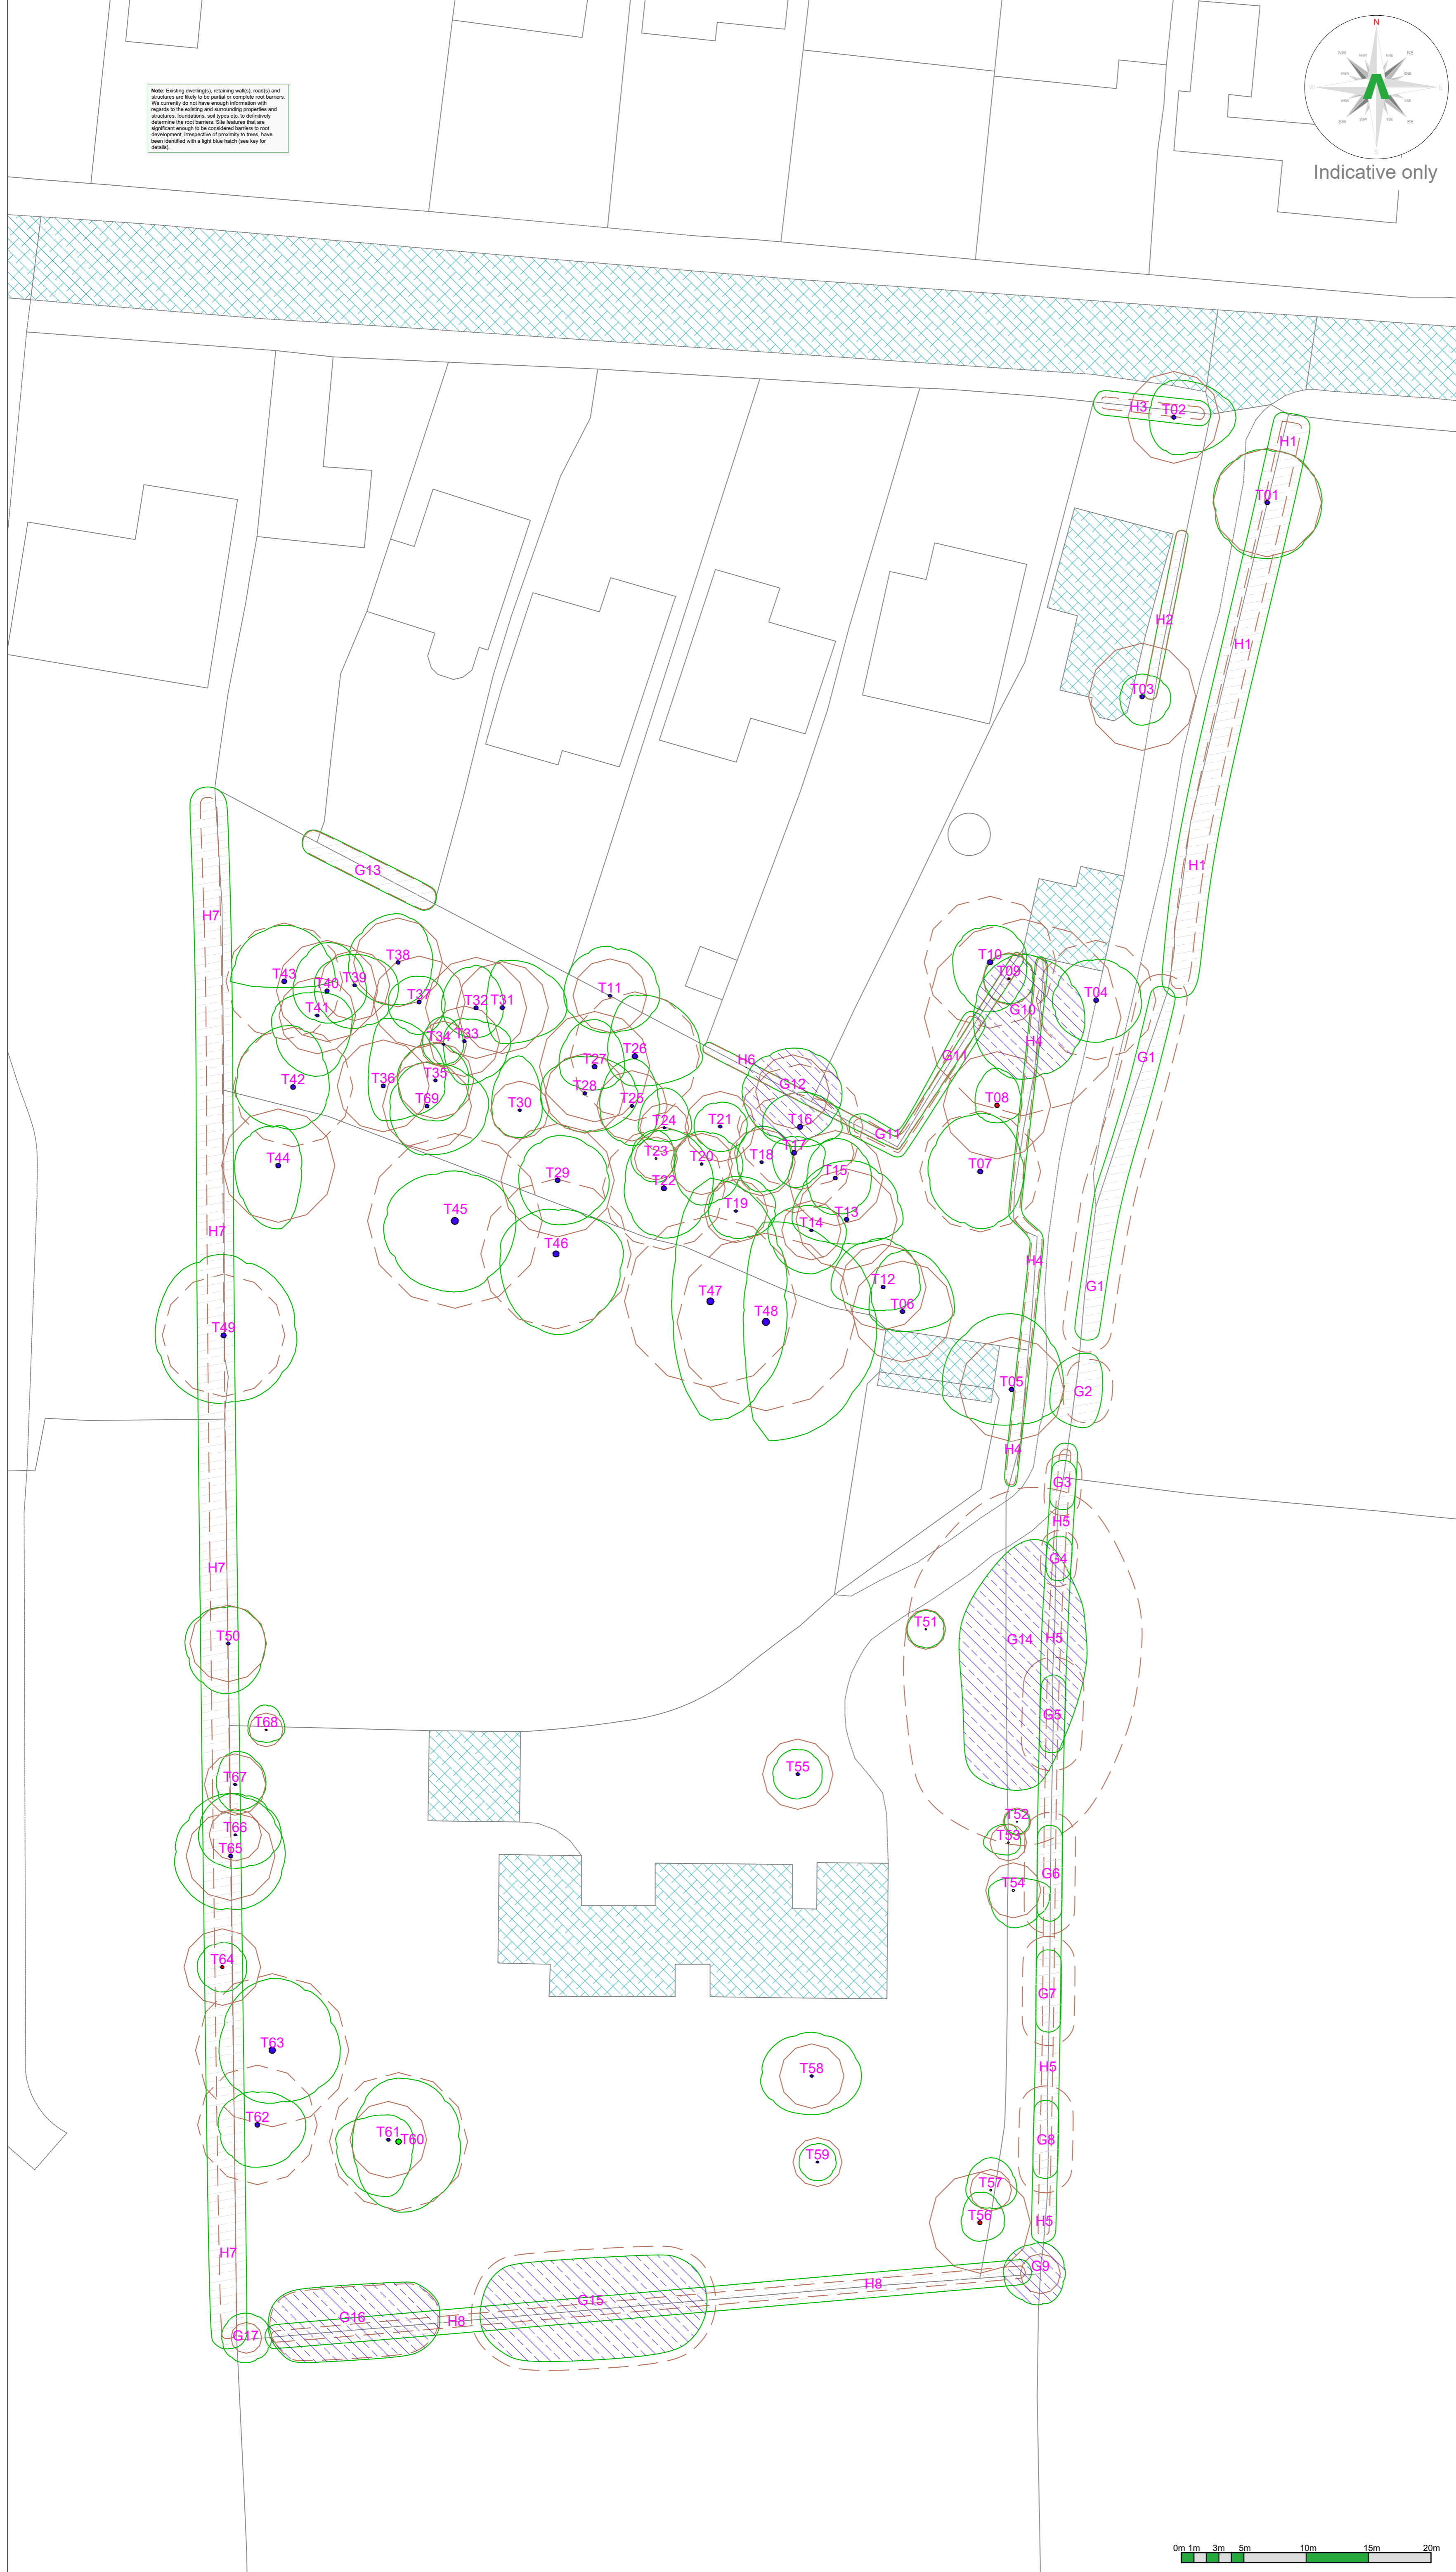 N
NW
NE
SW
SE
S
Indicative only
Note: Existing dwelling(s), retaining wall(s), road(s) and
structures are likely to be partial or complete root barriers.
We currently do not have enough information with
regards to the existing and surrounding properties and
structures, foundations, soil types etc. to definitively
determine the root barriers. Site features that are
significant enough to be considered barriers to root
development, irrespective of proximity to trees, have
been identified with a light blue hatch (see key for
details).
H3
T02
H1
T01
H2
H1
T03
H1
G13
H7
T38
T10
T09
T43
T40
T39
T37
T32
T31
T11
T04
T41
G10
T34
T33
H4
T26
G11
G1
H6
T27
T42
T36
T35
T28
G12
T69
T30
T25
T08
T24
T21
T16
G11
T44
T29
T23
T20
T18
T17
T07
T22
T15
T45
T19
T14
T13
H7
T46
H4
T12
G1
T47
T48
T06
T49
T05
G2
H4
G3
H5
G4
H7
T51
T50
G14
H5
T68
G5
T67
T55
T66
T65
T52
T53
G6
T54
T64
G7
T63
T58
H5
T62
T61
T60
G8
T59
T57
T56
H5
H7
G9
H8
G15
G16
H8
G17
0m 1m 3m 5m 10m 15m 20m